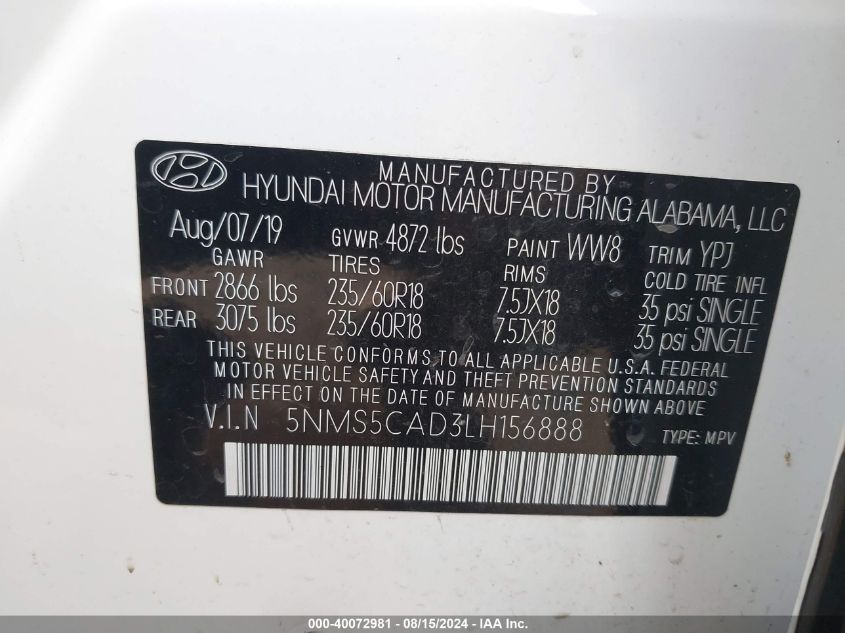 MANUFACTURED BY
HYUNDAI MOTOR MANUFACTURING ALABAMA, LLC
Aug/07/19 GVWR 4872 lbs PAINT WW8 TRIM YPJ
GAWR TIRES RIMS COLD TIRE INFL
FRONT 2866 lbs 235/60R18 7.5JX18 35 psi SINGLE
REAR 3075 lbs 235/60R18 7.5JX18 35 psi SINGLE
THIS VEHICLE CONFORMS TO ALL APPLICABLE U.S.A. FEDERAL
MOTOR VEHICLE SAFETY AND THEFT PREVENTION STANDARDS
IN EFFECT ON THE DATE OF MANUFACTURE SHOWN ABOVE
V.I.N 5NMS5CAD3LH156888 TYPE: MPV
000-40072981 - 08/15/2024 - IAA Inc.